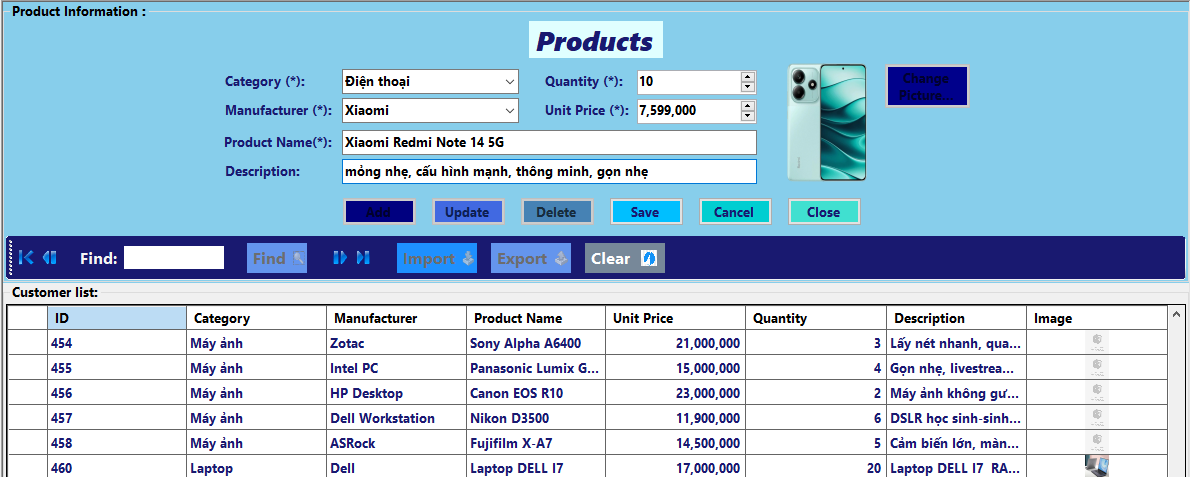 Product Information :
Products
Category (*): Điện thoại Quantity (*): 10
Change Picture...
Manufacturer (*): Xiaomi Unit Price (*): 7,599,000
Product Name(*): Xiaomi Redmi Note 14 5G
Description: mỏng nhẹ, cấu hình mạnh, thông minh, gọn nhẹ
Add Update Delete Save Cancel Close
Find: Find Import Export Clear
Customer list:
ID Category Manufacturer Product Name Unit Price Quantity Description Image
454 Máy ảnh Zotac Sony Alpha A6400 21,000,000 3 Lấy nét nhanh, qua...
455 Máy ảnh Intel PC Panasonic Lumix G... 15,000,000 4 Gọn nhẹ, livestrea...
456 Máy ảnh HP Desktop Canon EOS R10 23,000,000 2 Máy ảnh không gư...
457 Máy ảnh Dell Workstation Nikon D3500 11,900,000 6 DSLR học sinh-sinh...
458 Máy ảnh ASRock Fujifilm X-A7 14,500,000 5 Cảm biến lớn, màn...
460 Laptop Dell Laptop DELL I7 17,000,000 20 Laptop DELL I7 RA...